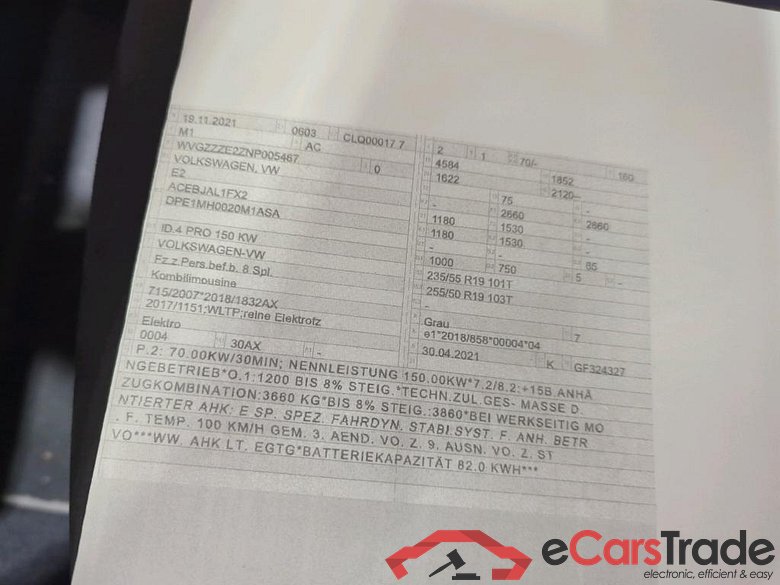 19.11.2021 0603 CLQ00017 7
M1 AC
WVGZZZE2ZNP005467 0
VOLKSWAGEN, VW
E2
ACEBJAL1FX2
DPE1MH0020M1ASA
ID.4 PRO 150 KW
VOLKSWAGEN-VW
Fz.z.Pers.bef.b. 8 Spl.
Kombilimousine
715/2007*2018/1832AX
2017/1151;WLTP;reine Elektrofz
Elektro
0004 30AX -
2 1 70/- 160
4584 1852
1622 2120-
- 75 -
- 2660 2660
1180 1530 -
1180 1530 -
- - 65
1000 750 5 -
235/55 R19 101T
255/50 R19 103T
-
Grau 7
e1*2018/858*00004*04
30.04.2021 K GF324327
P.2: 70.00KW/30MIN; NENNLEISTUNG 150.00KW*7.2/8.2:+15B.ANHÄ
NGEBETRIEB*O.1:1200 BIS 8% STEIG.*TECHN.ZUL.GES- MASSE D.
ZUGKOMBINATION:3660 KG*BIS 8% STEIG.:3860*BEI WERKSEITIG MO
NTIERTER AHK: E SP. SPEZ. FAHRDYN. STABI.SYST. F. ANH. BETR
. F. TEMP. 100 KM/H GEM. 3. AEND. VO. Z. 9. AUSN. VO. Z. ST
VO***WW. AHK LT. EGTG*BATTERIEKAPAZITÄT 82.0 KWH***
eCarsTrade
electronic, efficient & easy